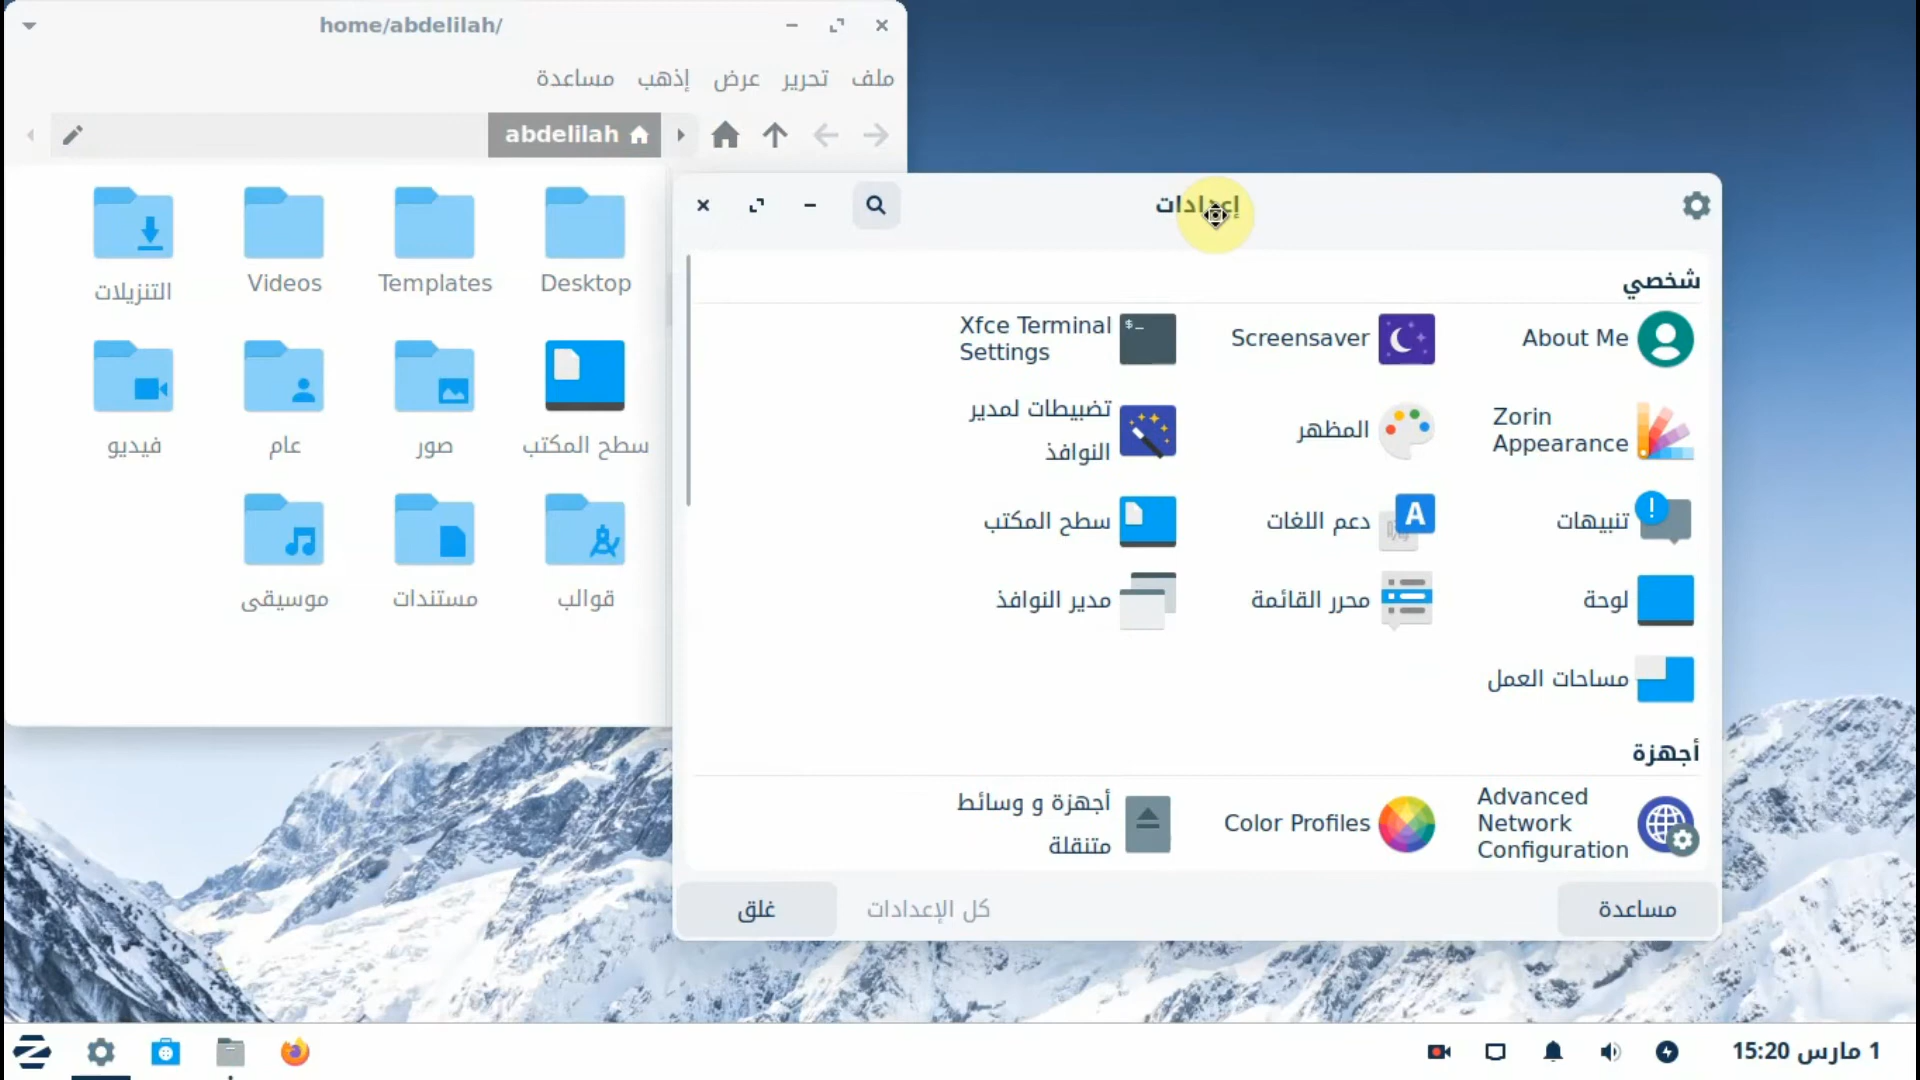 home/abdelilah/
ملف تحرير عرض إذهب مساعدة
abdelilah
Desktop
Templates
Videos
التنزيلات
سطح المكتب
صور
عام
فيديو
قوالب
مستندات
موسيقى
إعدادات
شخصي
About Me
Screensaver
Xfce Terminal
Settings
Zorin
Appearance
المظهر
تضبيطات لمدير
النوافذ
تنبيهات
دعم اللغات
سطح المكتب
لوحة
محرر القائمة
مدير النوافذ
مساحات العمل
أجهزة
Advanced
Network
Configuration
Color Profiles
أجهزة و وسائط
متنقلة
مساعدة
كل الإعدادات
غلق
1 مارس 15:20